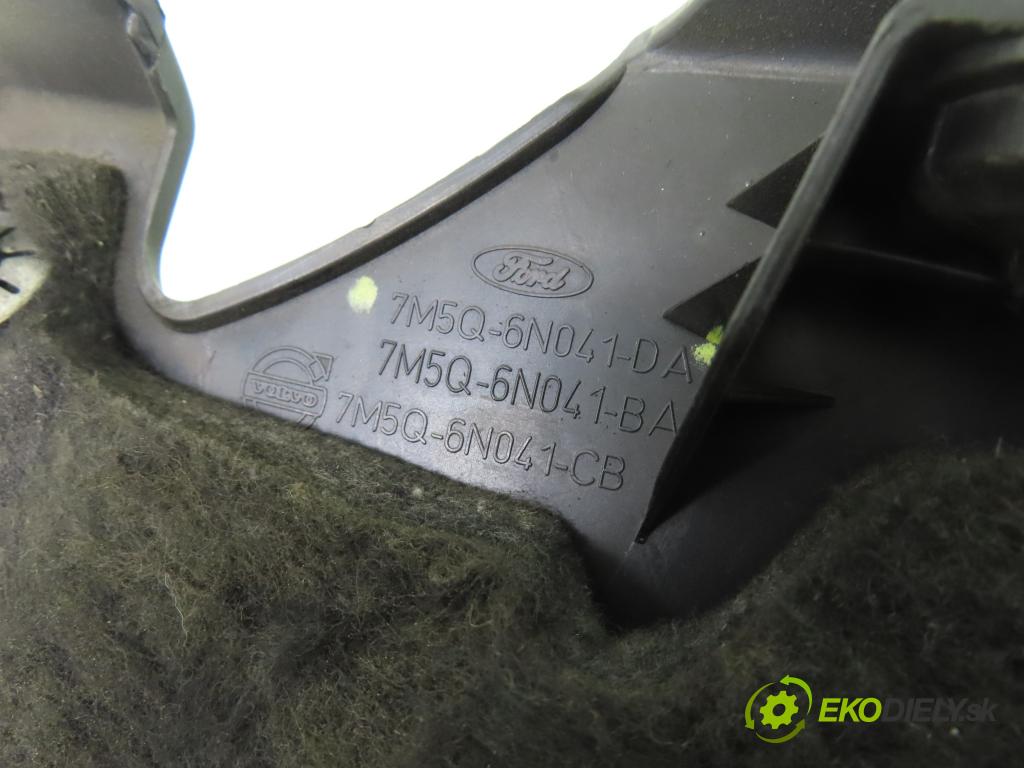 Ford
7M5Q-6N041-DA
7M5Q-6N041-BA
VOLVO 7M5Q-6N041-CB
EKODIELY.sk